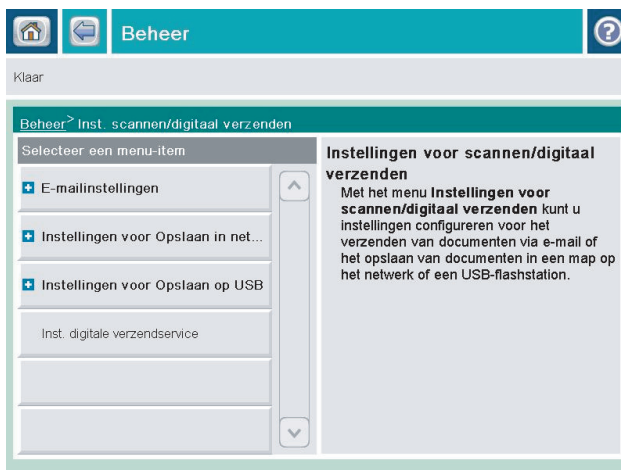 Beheer
?
Klaar
Beheer > Inst. scannen/digitaal verzenden
Selecteer een menu-item
E-mailinstellingen
Instellingen voor Opslaan in net...
Instellingen voor Opslaan op USB
Inst. digitale verzendservice
Instellingen voor scannen/digitaal
verzenden
Met het menu Instellingen voor
scannen/digitaal verzenden kunt u
instellingen configureren voor het
verzenden van documenten via e-mail of
het opslaan van documenten in een map op
het netwerk of een USB-flashstation.